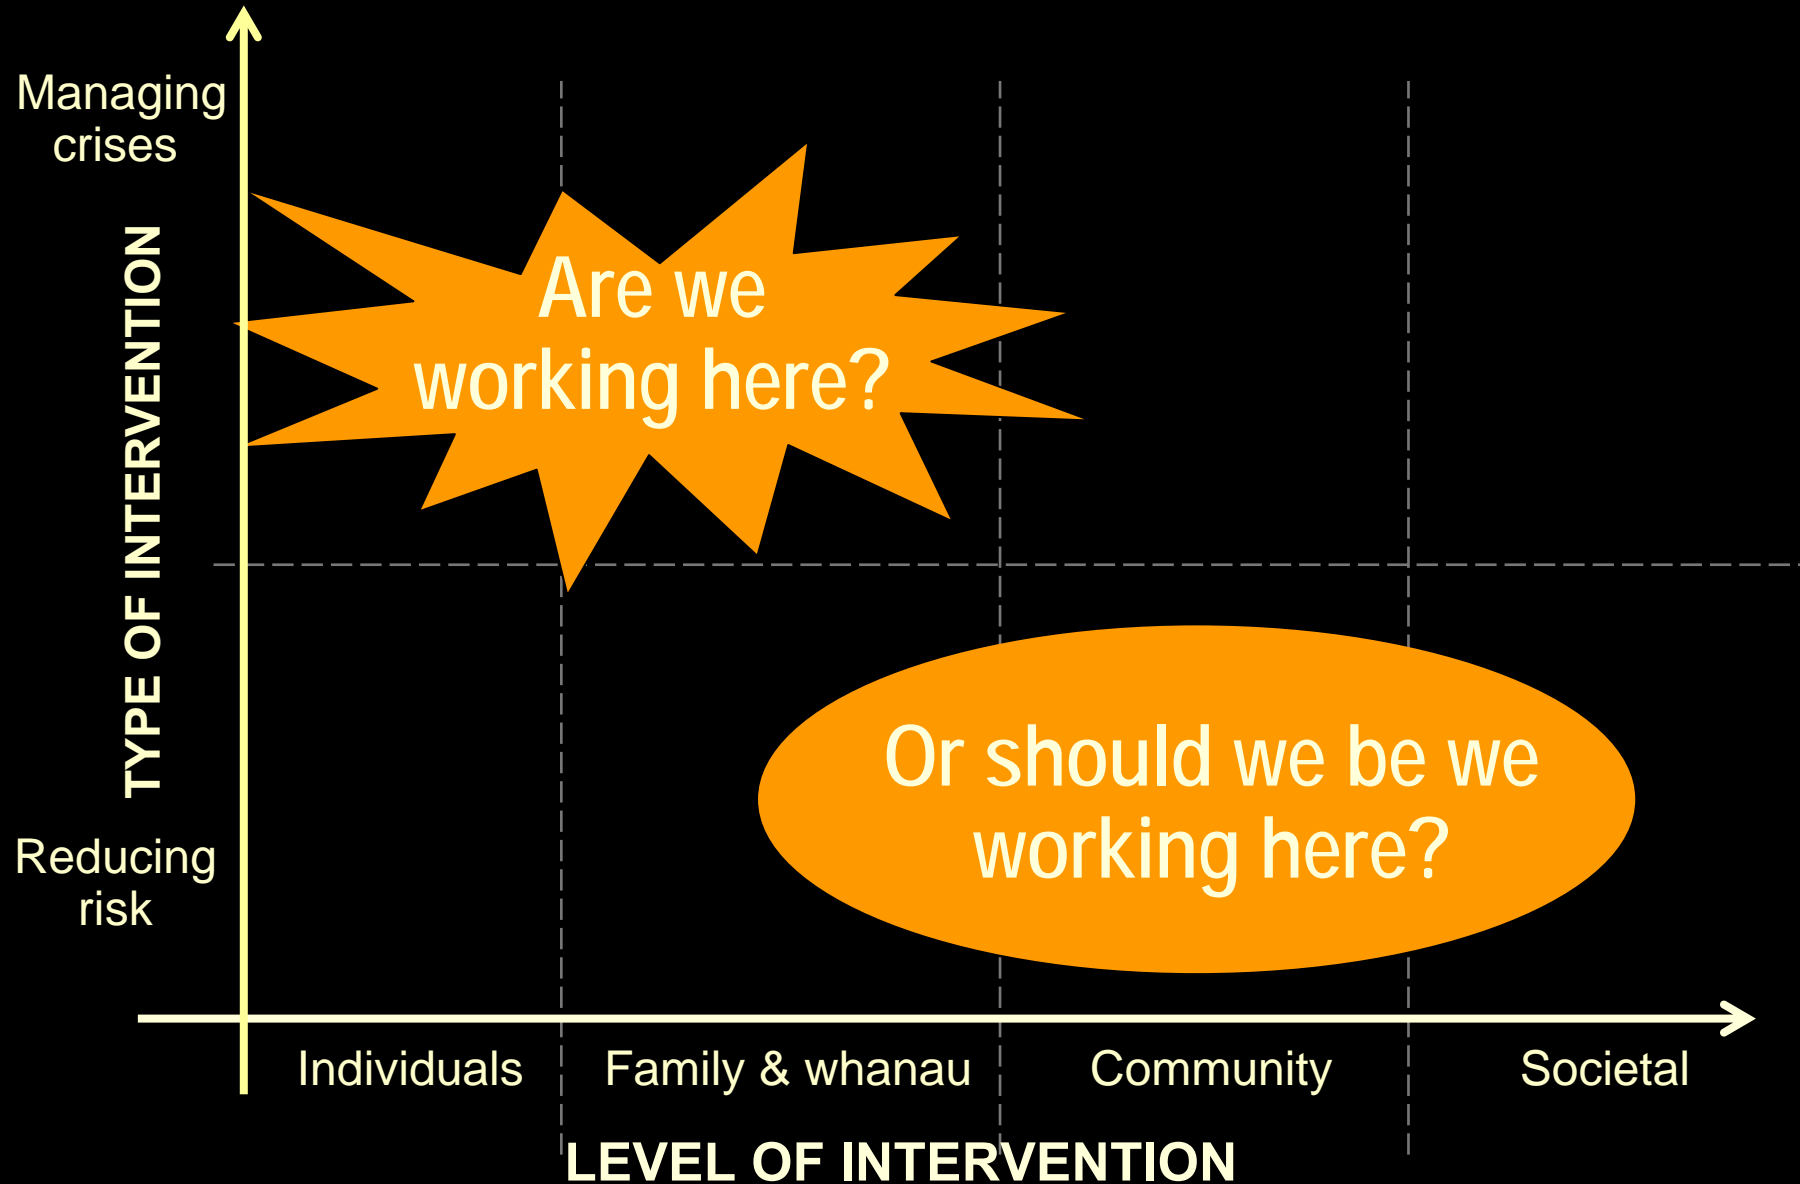 Managing
crises
TYPE OF INTERVENTION
Are we
working here?
Or should we be we
working here?
Reducing
risk
Individuals
Family & whanau
Community
Societal
LEVEL OF INTERVENTION